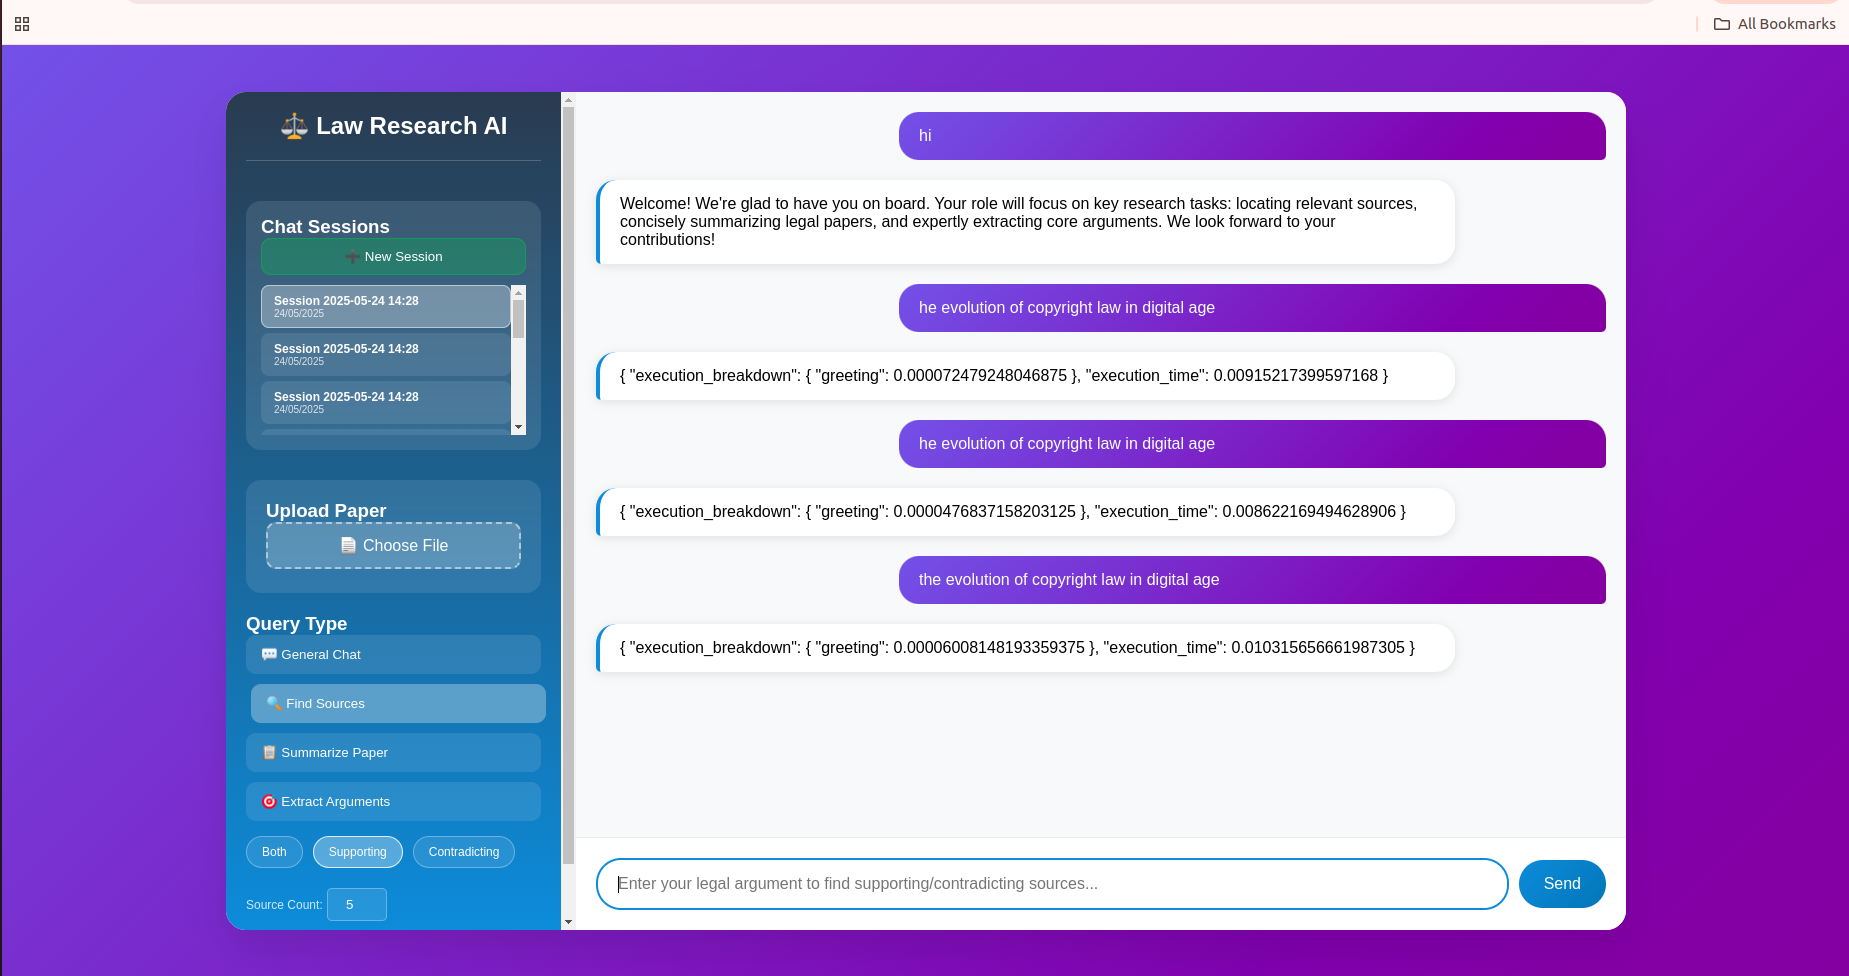 All Bookmarks
Law Research AI
Chat Sessions
New Session
Session 2025-05-24 14:28
24/05/2025
Session 2025-05-24 14:28
24/05/2025
Session 2025-05-24 14:28
24/05/2025
Upload Paper
Choose File
Query Type
General Chat
Find Sources
Summarize Paper
Extract Arguments
Both
Supporting
Contradicting
Source Count: 5
hi
Welcome! We're glad to have you on board. Your role will focus on key research tasks: locating relevant sources,
concisely summarizing legal papers, and expertly extracting core arguments. We look forward to your
contributions!
he evolution of copyright law in digital age
{ "execution_breakdown": { "greeting": 0.000072479248046875 }, "execution_time": 0.00915217399597168 }
he evolution of copyright law in digital age
{ "execution_breakdown": { "greeting": 0.0000476837158203125 }, "execution_time": 0.008622169494628906 }
the evolution of copyright law in digital age
{ "execution_breakdown": { "greeting": 0.00006008148193359375 }, "execution_time": 0.010315656661987305 }
Enter your legal argument to find supporting/contradicting sources...
Send